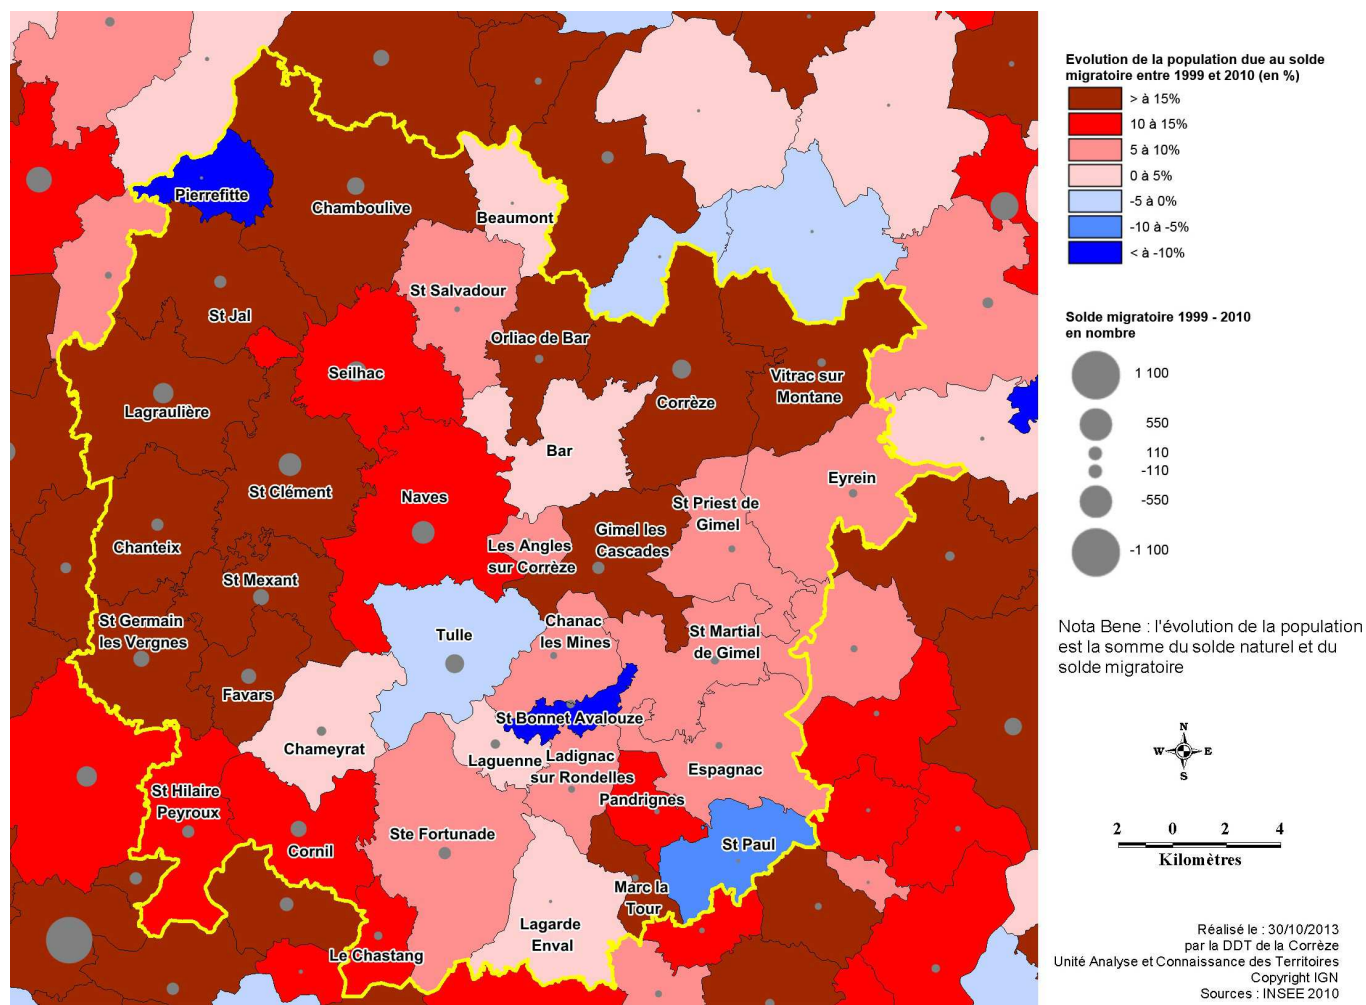 Pierrefitte
Chamboulive
Beaumont
St Salvadour
St Jal
Orliac de Bar
Seilhac
Vitrac sur
Montane
Corrèze
Lagraulière
Bar
Eyrein
St Clément
Naves
St Priest de
Gimel
Gimel les
Cascades
Chanteix
Les Angles
sur Corrèze
St Mexant
St Germain
les Vergnes
Tulle
Chanac
les Mines
St Martial
de Gimel
Favars
St Bonnet Avalouze
Chameyrat
Laguenne
Ladignac
sur Rondelles
Espagnac
St Hilaire
Peyroux
Pandrignes
Ste Fortunade
St Paul
Cornil
Marc la
Tour
Lagarde
Enval
Le Chastang
Evolution de la population due au solde
migratoire entre 1999 et 2010 (en %)
> à 15%
10 à 15%
5 à 10%
0 à 5%
-5 à 0%
-10 à -5%
< à -10%
Solde migratoire 1999 - 2010
en nombre
1 100
550
110
-110
-550
-1 100
Nota Bene : l'évolution de la population
est la somme du solde naturel et du
solde migratoire
N
W E
S
2 0 2 4
Kilomètres
Réalisé le : 30/10/2013
par la DDT de la Corrèze
Unité Analyse et Connaissance des Territoires
Copyright IGN
Sources : INSEE 2010